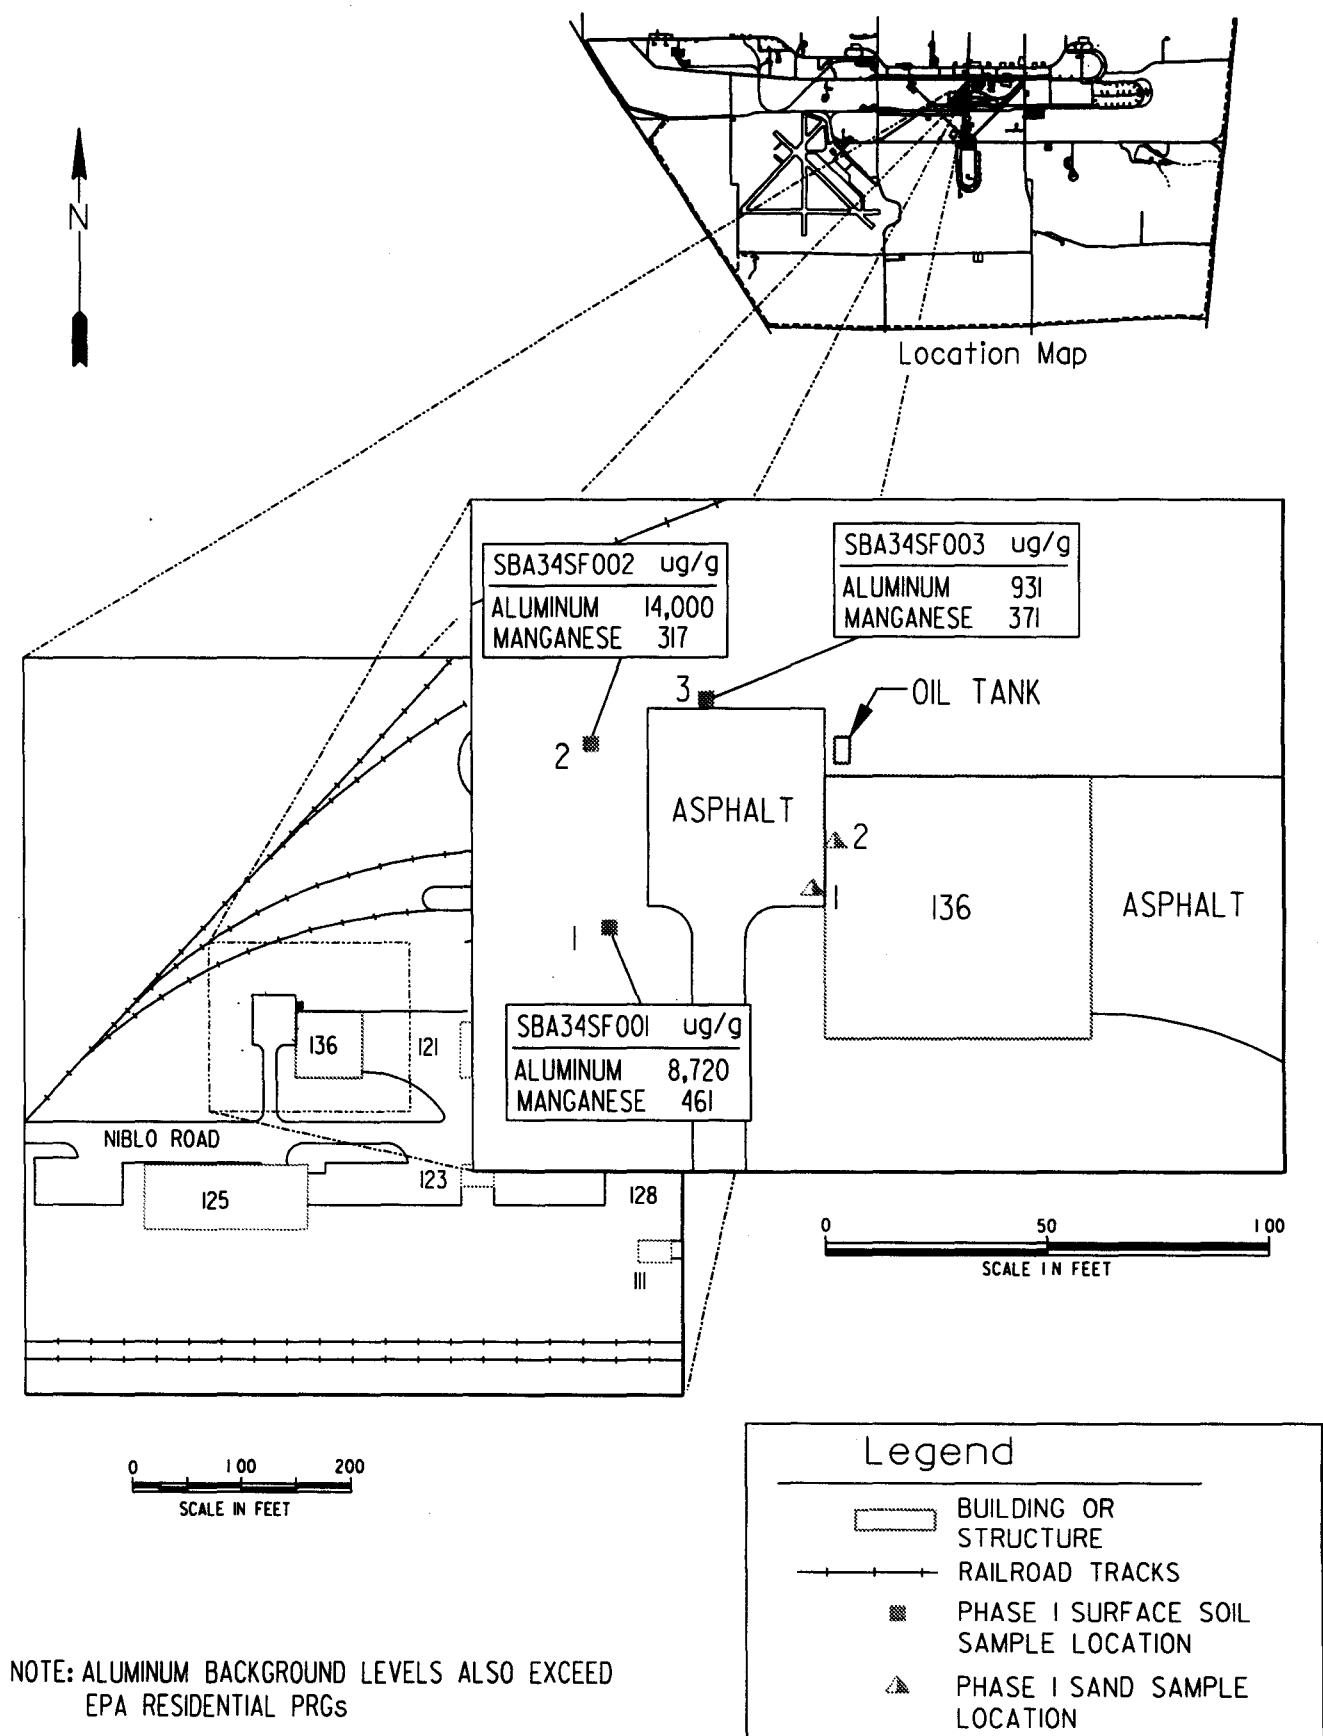 N
Location Map
SBA34SF002 ug/g
ALUMINUM 14,000
MANGANESE 317
SBA34SF003 ug/g
ALUMINUM 931
MANGANESE 371
3
OIL TANK
2
ASPHALT
2
1
136
ASPHALT
1
SBA34SF001 ug/g
ALUMINUM 8,720
MANGANESE 461
136
121
NIBLO ROAD
125
123
128
111
0 50 100
SCALE IN FEET
0 100 200
SCALE IN FEET
Legend
BUILDING OR
STRUCTURE
RAILROAD TRACKS
PHASE I SURFACE SOIL
SAMPLE LOCATION
PHASE I SAND SAMPLE
LOCATION
NOTE: ALUMINUM BACKGROUND LEVELS ALSO EXCEED
EPA RESIDENTIAL PRGs